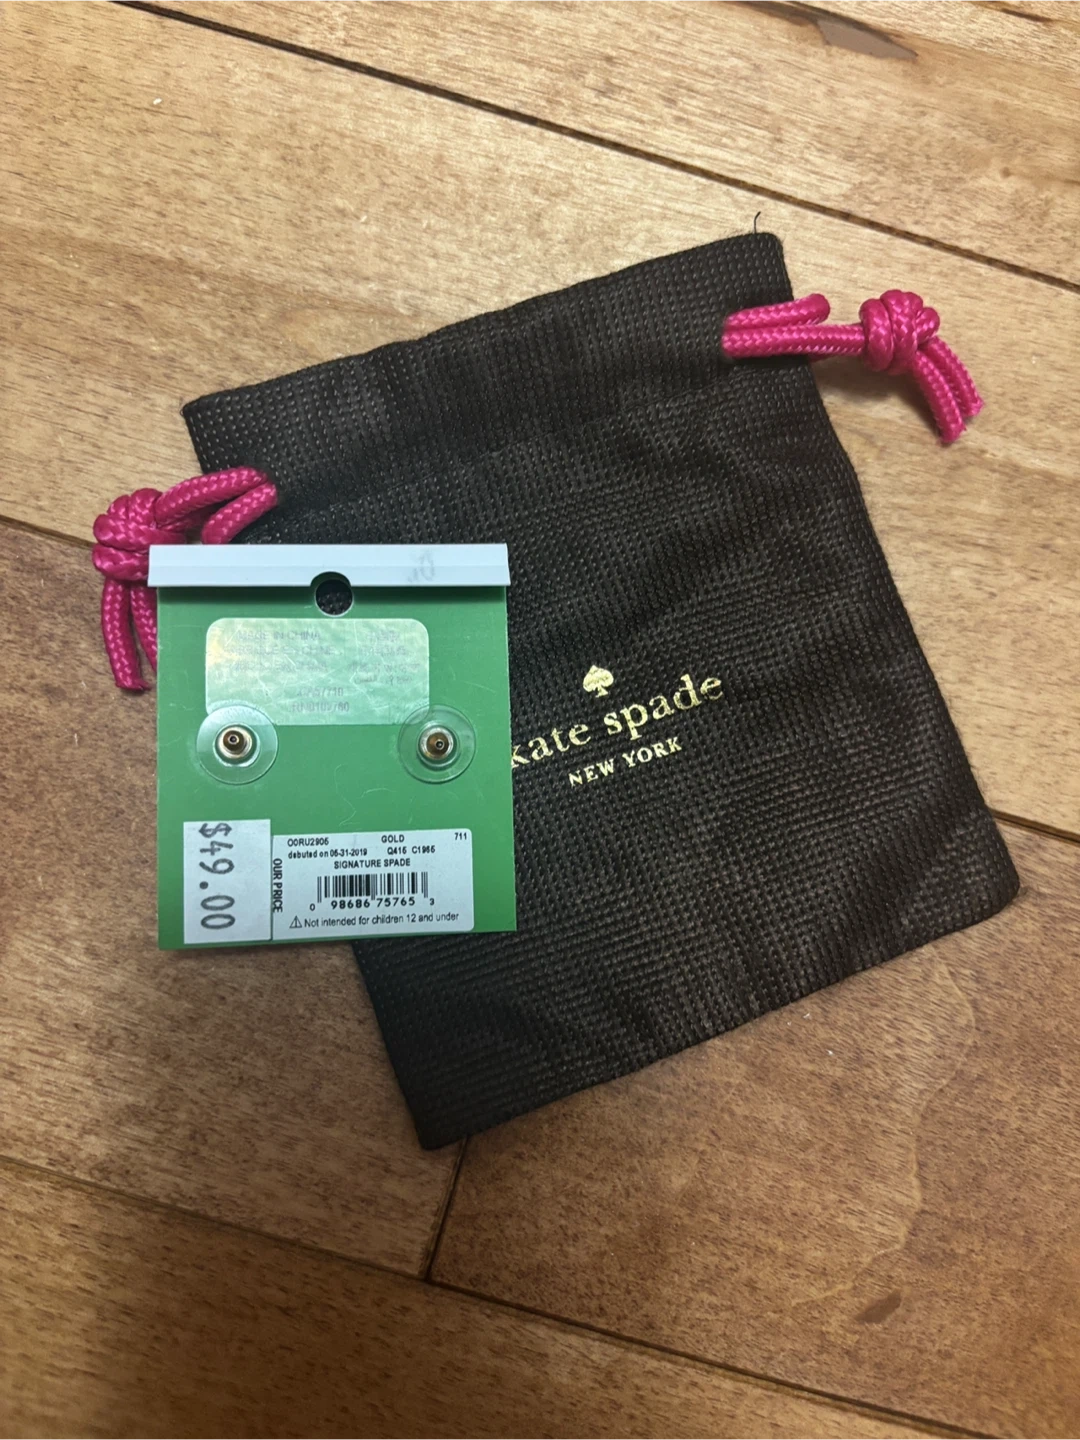 MADE IN CHINA
kate spade
NEW YORK
$49.00
OUR PRICE
O0RU2905 GOLD 711
debuted on 05-31-2019 Q415 C1965
SIGNATURE SPADE
0 98686 75765 3
⚠ Not intended for children 12 and under